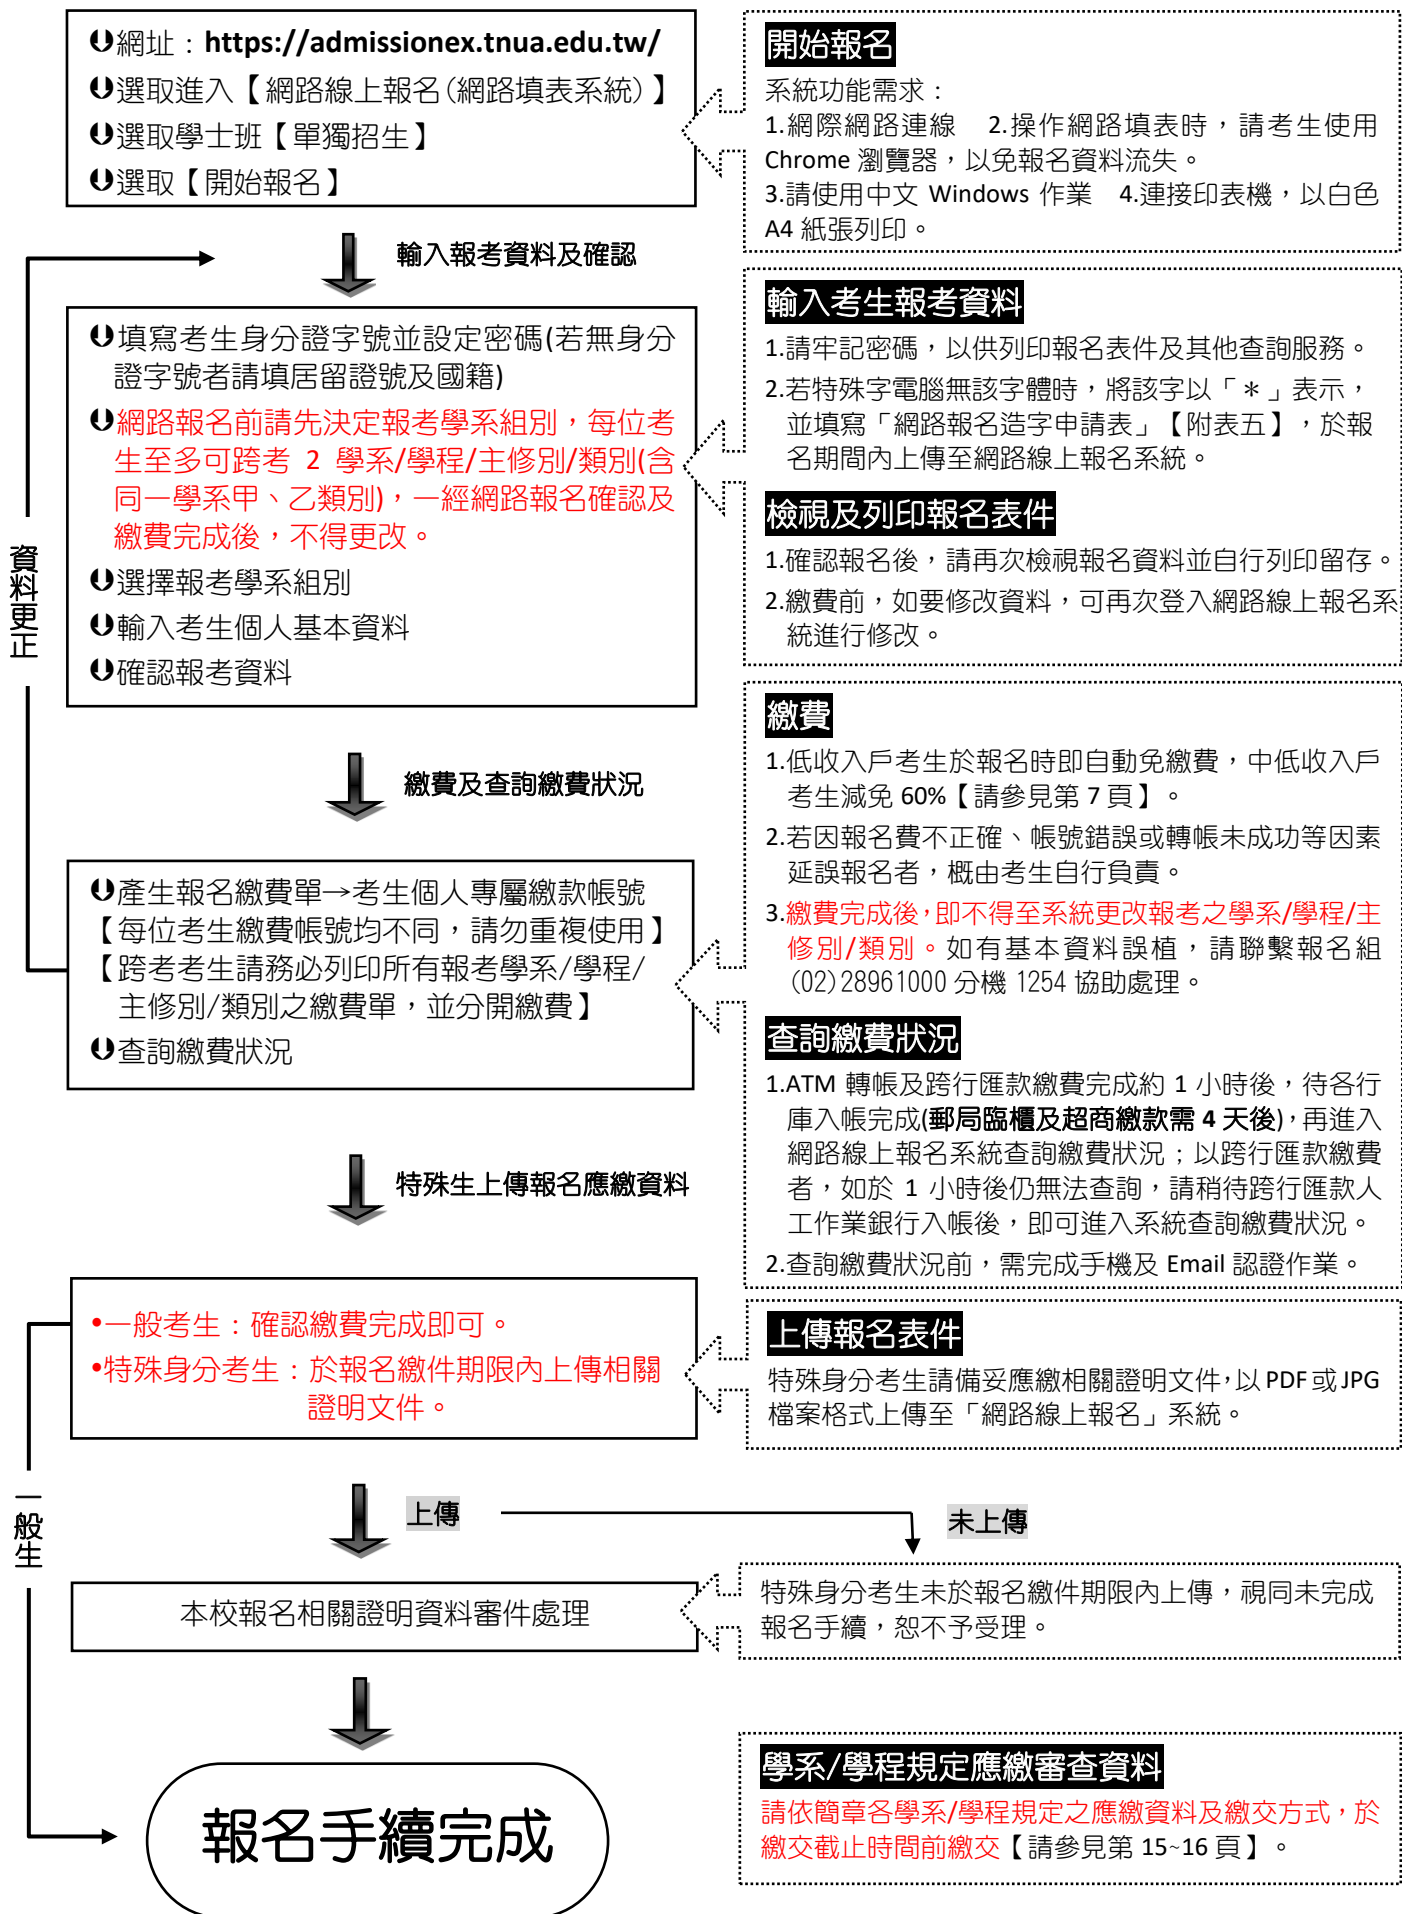 網址：https://admissionex.tnua.edu.tw/
選取進入【網路線上報名(網路填表系統)】
選取學士班【單獨招生】
選取【開始報名】
開始報名
系統功能需求：
1.網際網路連線 2.操作網路填表時，請考生使用
Chrome 瀏覽器，以免報名資料流失。
3.請使用中文 Windows 作業 4.連接印表機，以白色
A4 紙張列印。
輸入報考資料及確認
填寫考生身分證字號並設定密碼(若無身分
證字號者請填居留證號及國籍)
網路報名前請先決定報考學系組別，每位考
生至多可跨考 2 學系/學程/主修別/類別(含
同一學系甲、乙類別)，一經網路報名確認及
繳費完成後，不得更改。
選擇報考學系組別
輸入考生個人基本資料
確認報考資料
輸入考生報考資料
1.請牢記密碼，以供列印報名表件及其他查詢服務。
2.若特殊字電腦無該字體時，將該字以「＊」表示，
並填寫「網路報名造字申請表」【附表五】，於報
名期間內上傳至網路線上報名系統。
檢視及列印報名表件
1.確認報名後，請再次檢視報名資料並自行列印留存。
2.繳費前，如要修改資料，可再次登入網路線上報名系
統進行修改。
資料更正
繳費及查詢繳費狀況
產生報名繳費單→考生個人專屬繳款帳號
【每位考生繳費帳號均不同，請勿重複使用】
【跨考考生請務必列印所有報考學系/學程/
主修別/類別之繳費單，並分開繳費】
查詢繳費狀況
繳費
1.低收入戶考生於報名時即自動免繳費，中低收入戶
考生減免 60%【請參見第 7 頁】。
2.若因報名費不正確、帳號錯誤或轉帳未成功等因素
延誤報名者，概由考生自行負責。
3.繳費完成後，即不得至系統更改報考之學系/學程/主
修別/類別。如有基本資料誤植，請聯繫報名組
(02)28961000 分機 1254 協助處理。
查詢繳費狀況
1.ATM 轉帳及跨行匯款繳費完成約 1 小時後，待各行
庫入帳完成(郵局臨櫃及超商繳款需 4 天後)，再進入
網路線上報名系統查詢繳費狀況；以跨行匯款繳費
者，如於 1 小時後仍無法查詢，請稍待跨行匯款人
工作業銀行入帳後，即可進入系統查詢繳費狀況。
2.查詢繳費狀況前，需完成手機及 Email 認證作業。
特殊生上傳報名應繳資料
•一般考生：確認繳費完成即可。
•特殊身分考生：於報名繳件期限內上傳相關
證明文件。
上傳報名表件
特殊身分考生請備妥應繳相關證明文件，以 PDF 或 JPG
檔案格式上傳至「網路線上報名」系統。
一般生
上傳
未上傳
本校報名相關證明資料審件處理
特殊身分考生未於報名繳件期限內上傳，視同未完成
報名手續，恕不予受理。
報名手續完成
學系/學程規定應繳審查資料
請依簡章各學系/學程規定之應繳資料及繳交方式，於
繳交截止時間前繳交【請參見第 15~16 頁】。